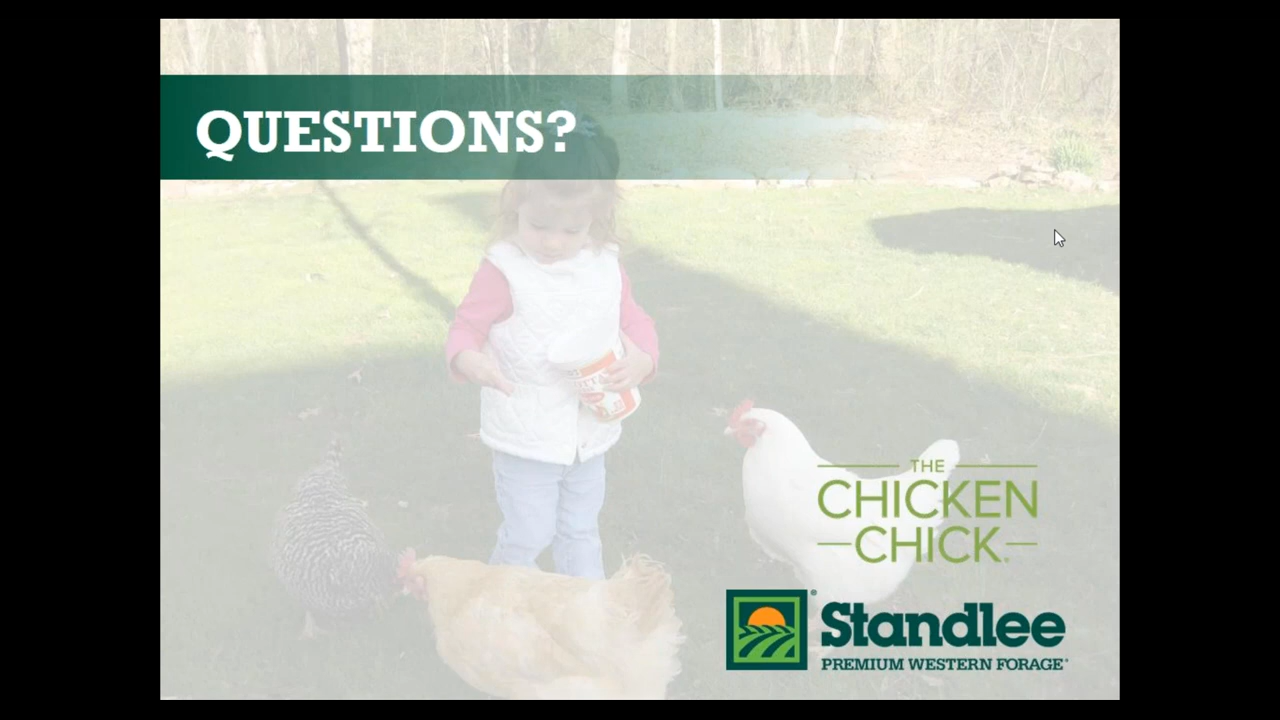 QUESTIONS?
THE
CHICKEN
CHICK®
Standlee®
PREMIUM WESTERN FORAGE®